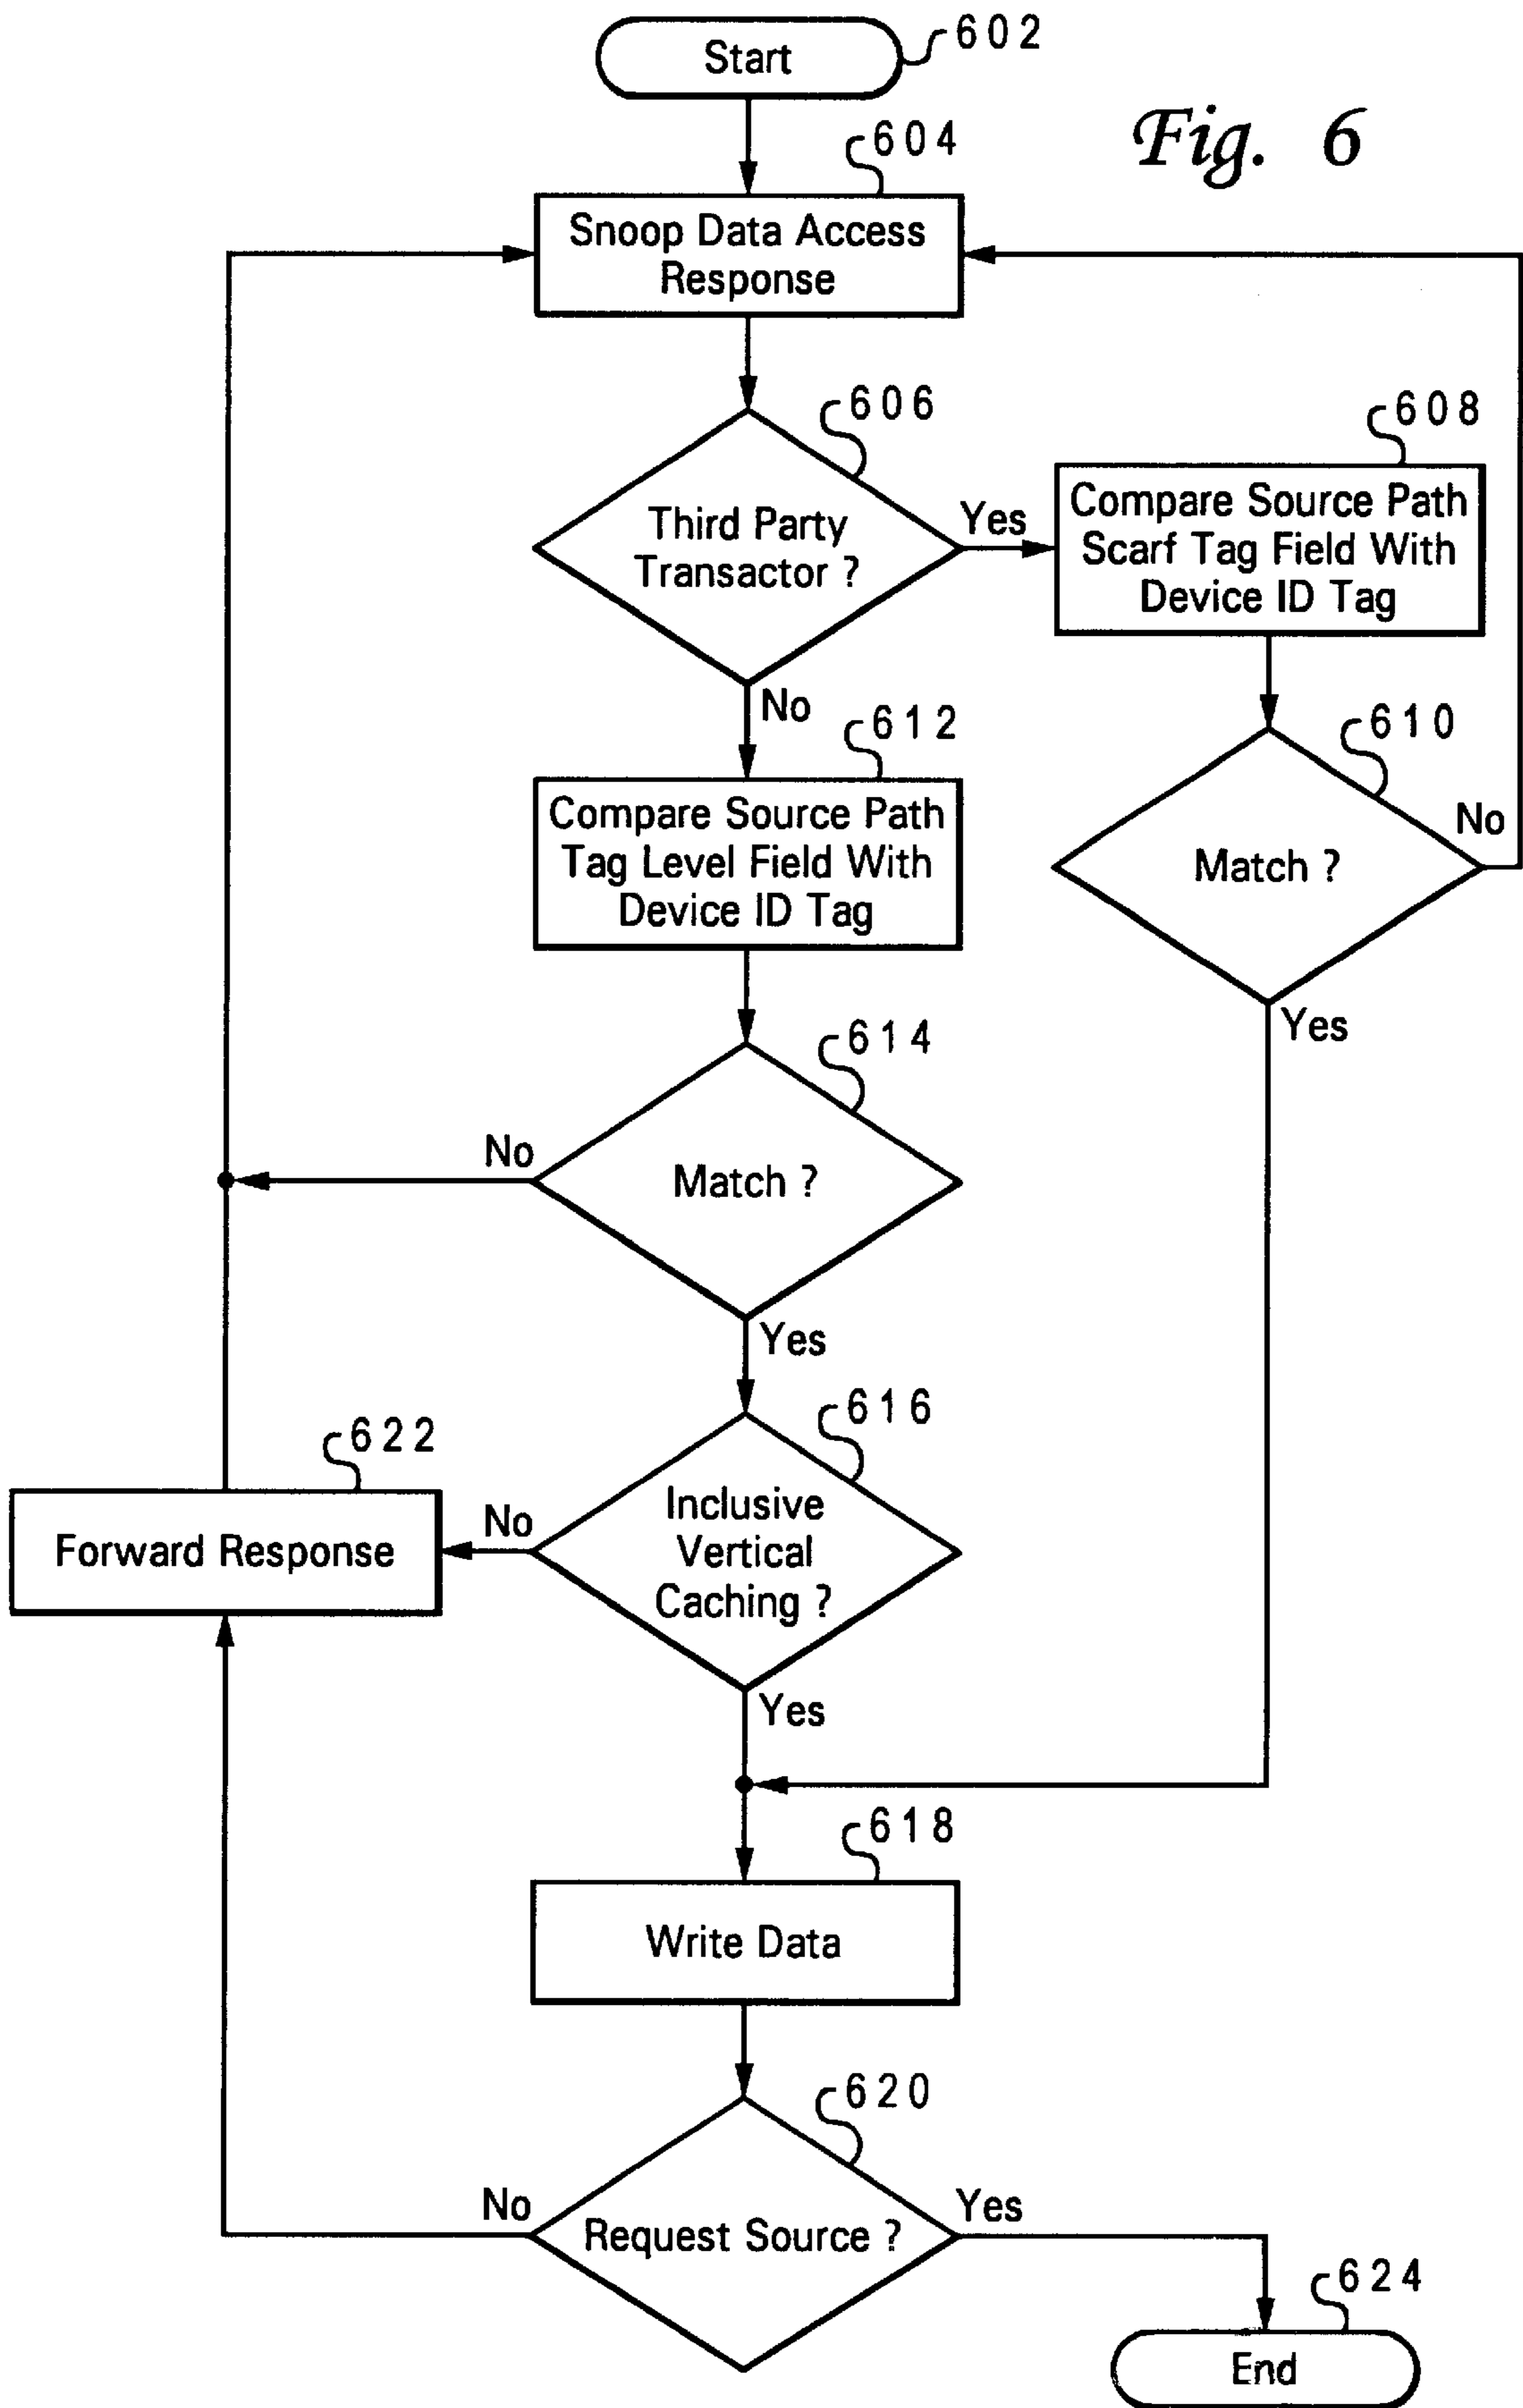 Start
602
Fig. 6
604
Snoop Data Access
Response
606
Third Party
Transactor ?
Yes
608
Compare Source Path
Scarf Tag Field With
Device ID Tag
No
612
610
Compare Source Path
Tag Level Field With
Device ID Tag
Match ?
No
Yes
614
No
Match ?
Yes
616
622
Inclusive
Vertical
Caching ?
No
Forward Response
Yes
618
Write Data
620
No
Request Source ?
Yes
624
End